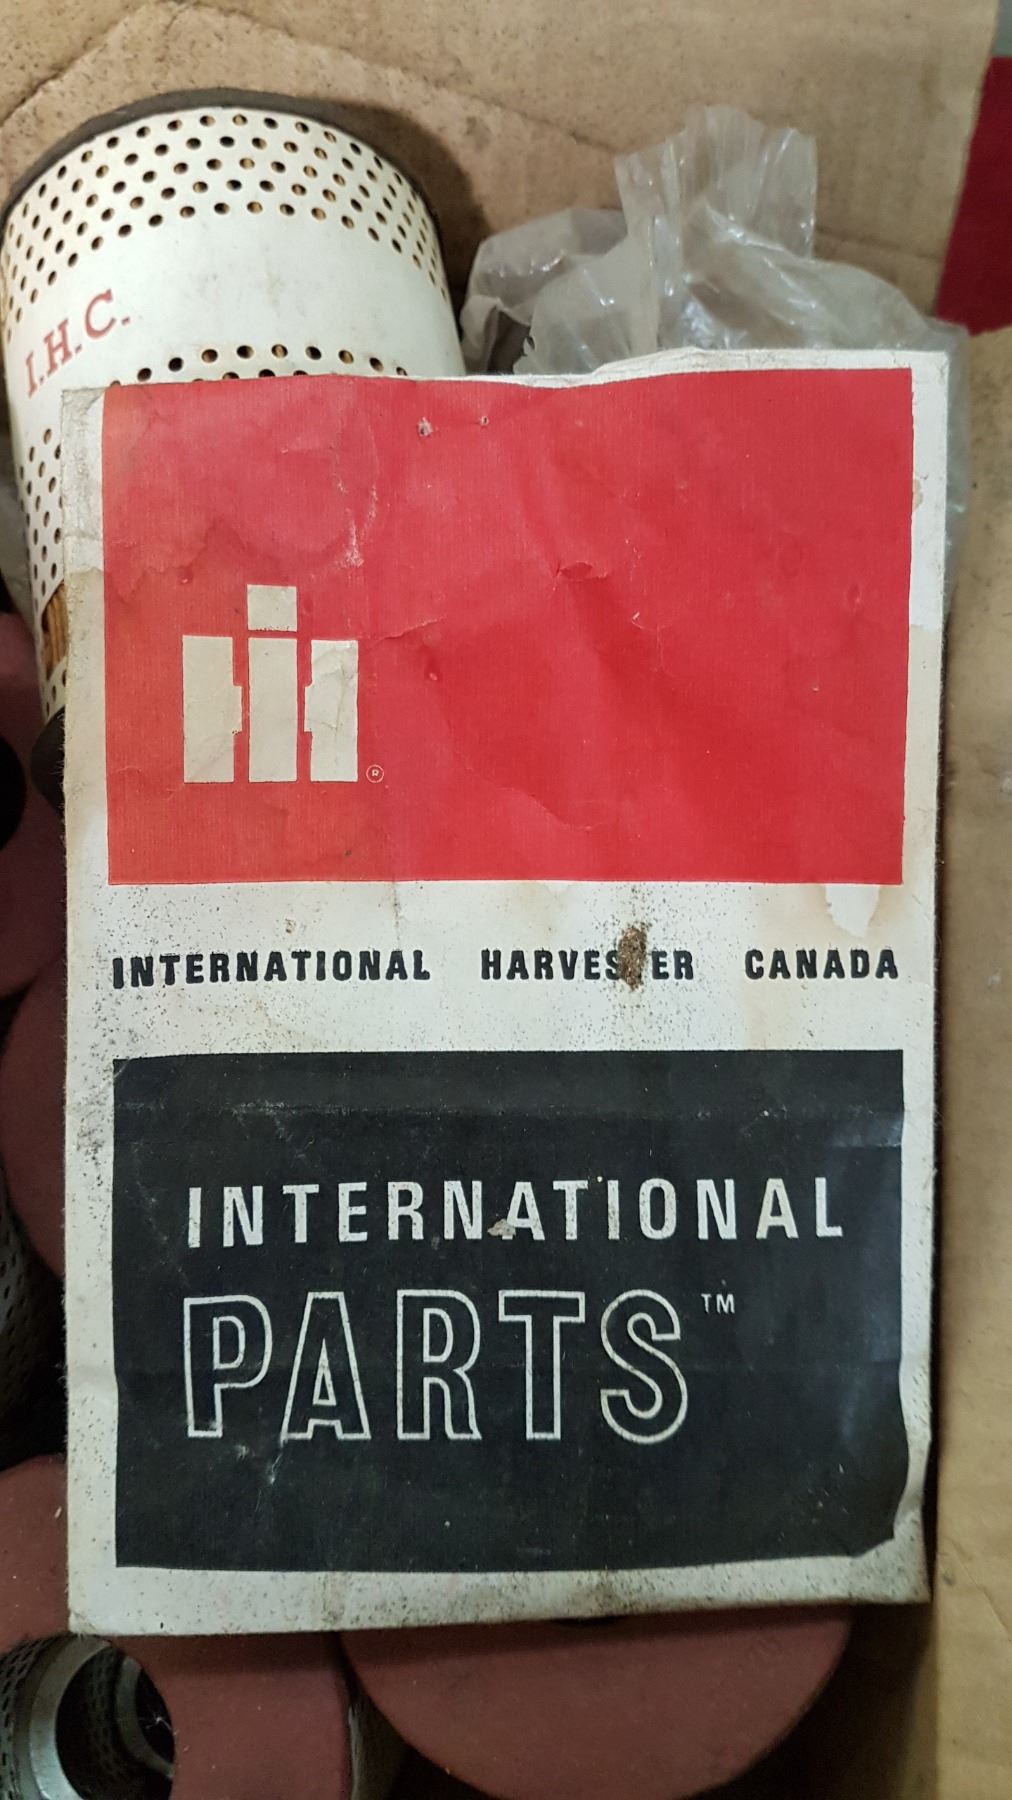 I.H.C.
®
INTERNATIONAL HARVESTER CANADA
INTERNATIONAL
PARTS™